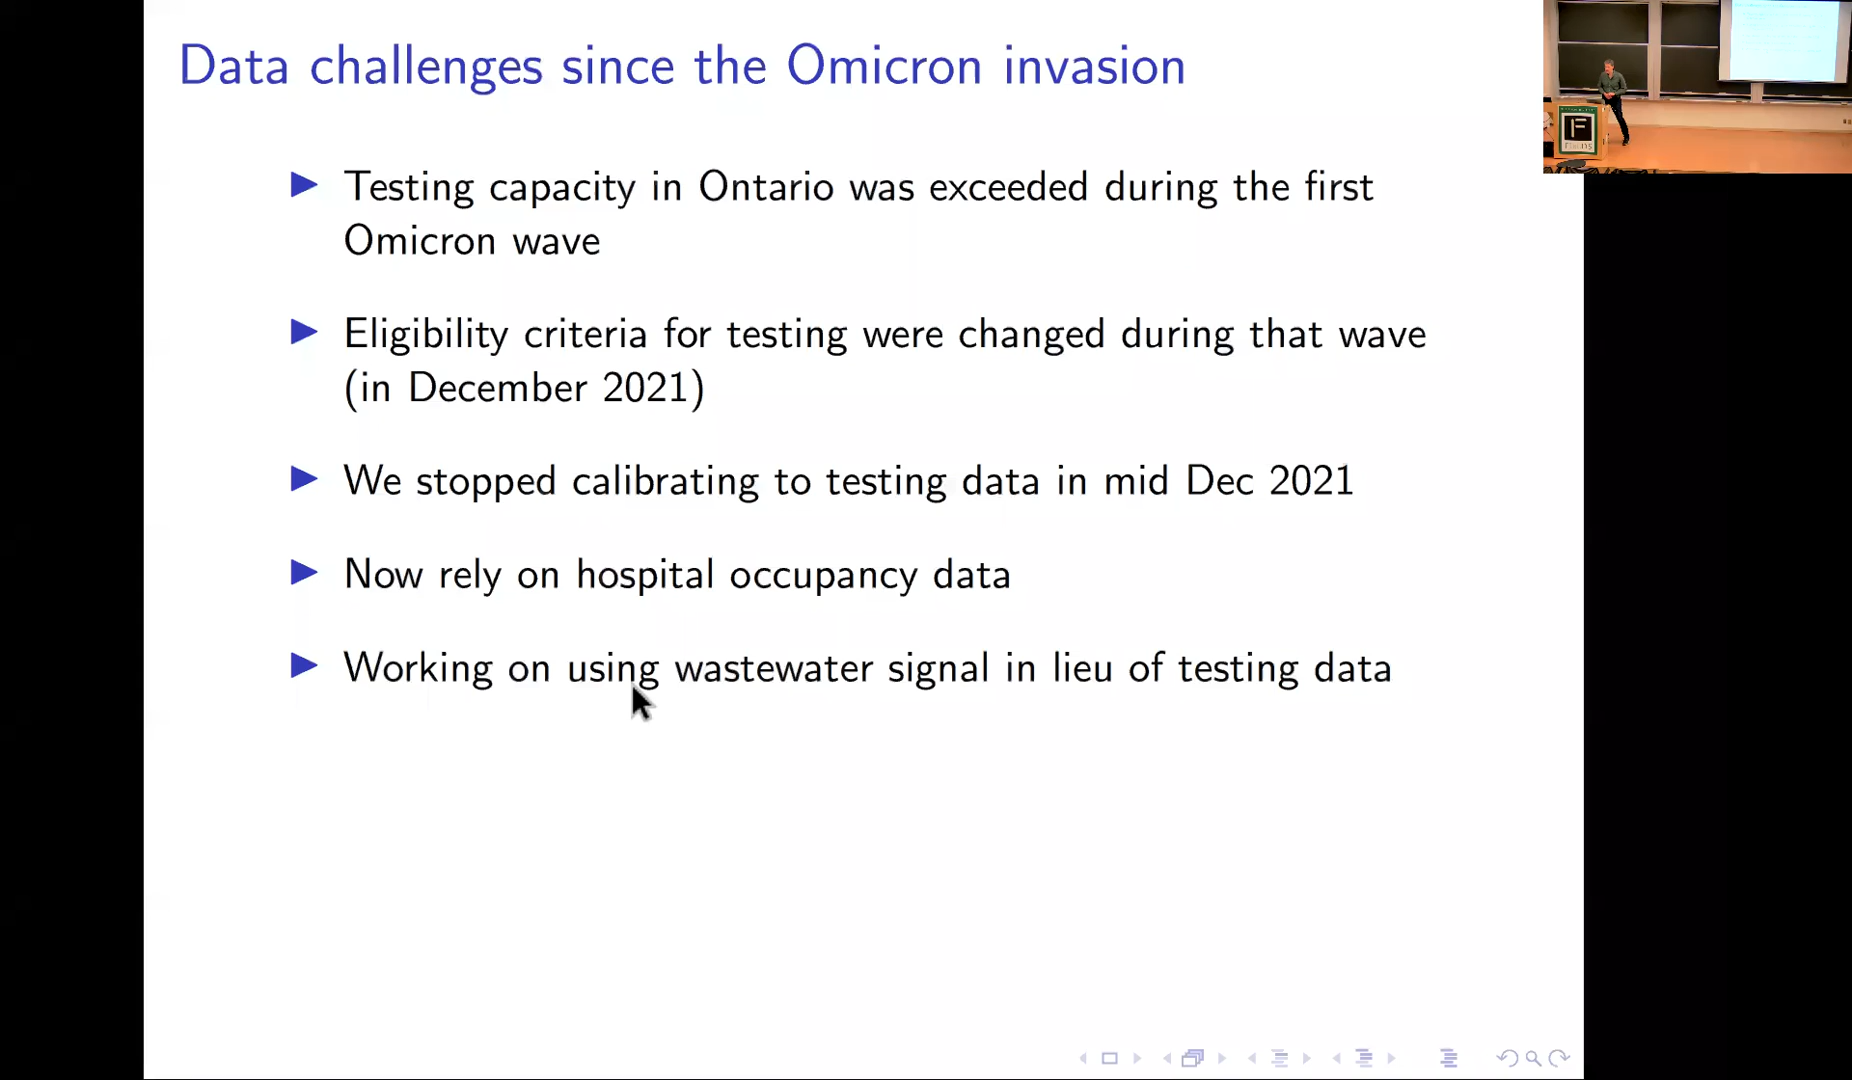 Data challenges since the Omicron invasion
Testing capacity in Ontario was exceeded during the first
Omicron wave
Eligibility criteria for testing were changed during that wave
(in December 2021)
We stopped calibrating to testing data in mid Dec 2021
Now rely on hospital occupancy data
Working on using wastewater signal in lieu of testing data
F
FIELDS